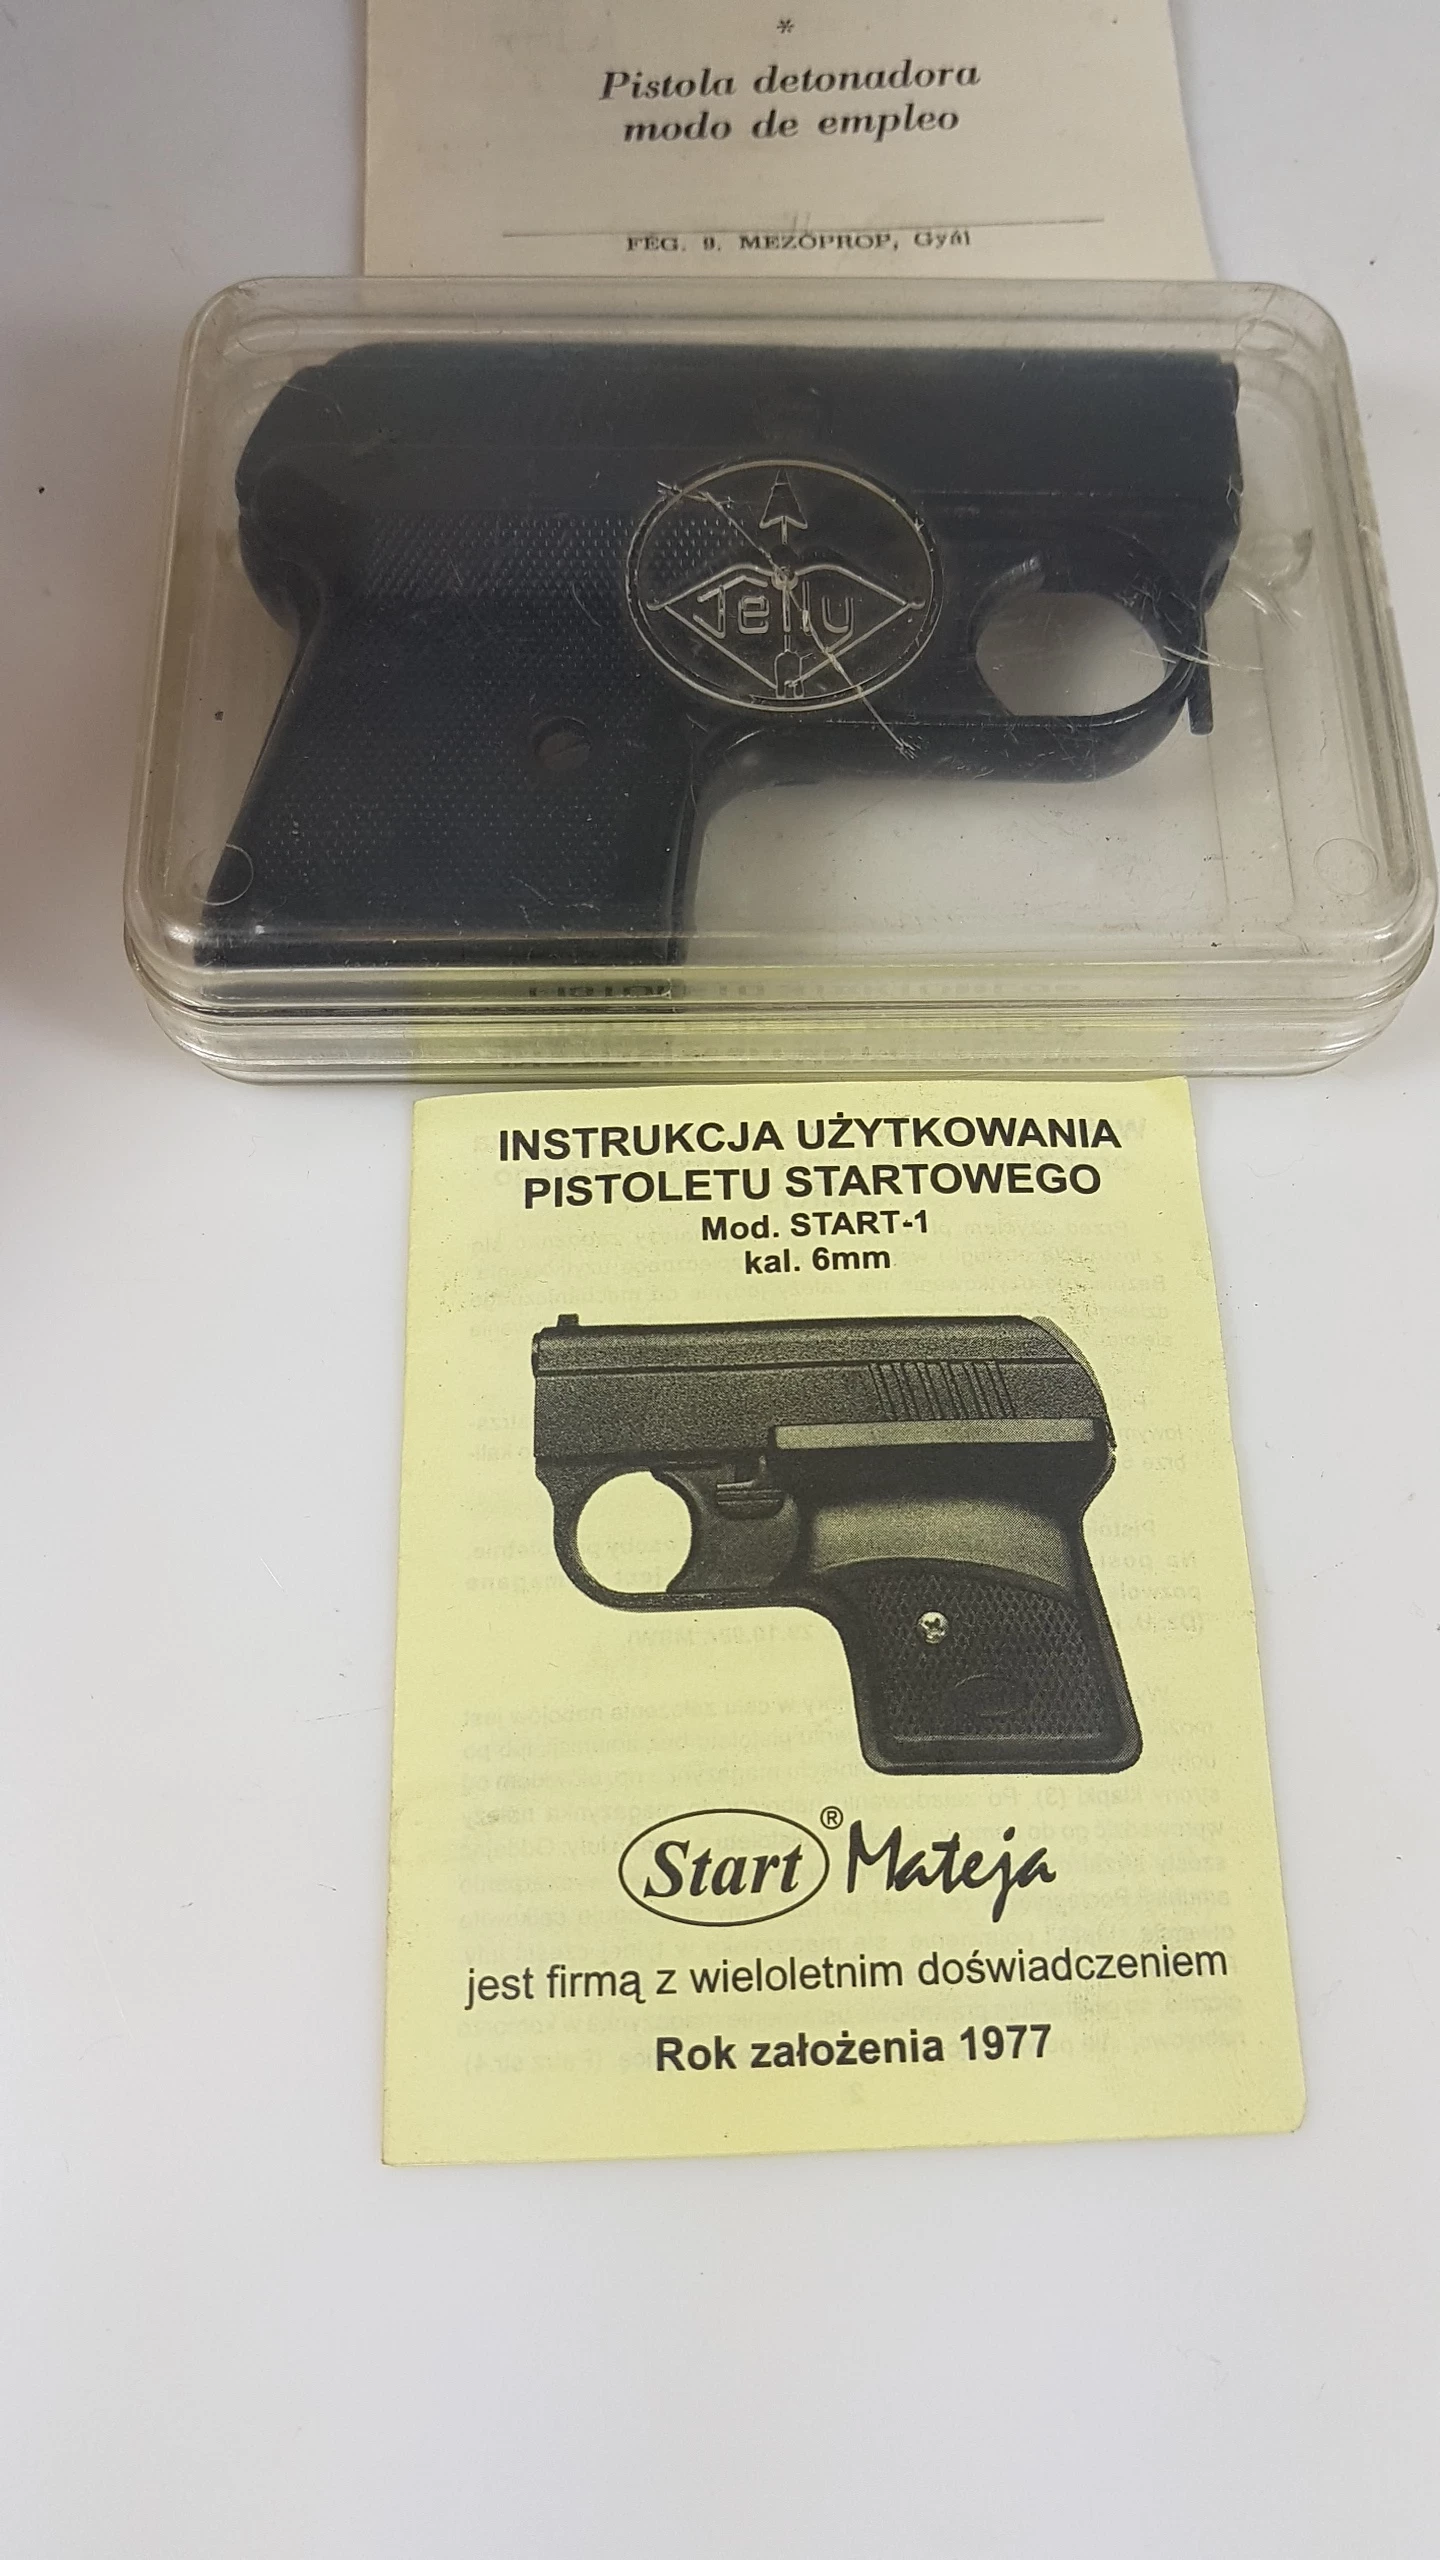 *
Pistola detonadora
modo de empleo
FÉG. 9. MEZŐPROP, Gyál
Jelly
INSTRUKCJA UŻYTKOWANIA
PISTOLETU STARTOWEGO
Mod. START-1
kal. 6mm
Start® Mateja
jest firmą z wieloletnim doświadczeniem
Rok założenia 1977